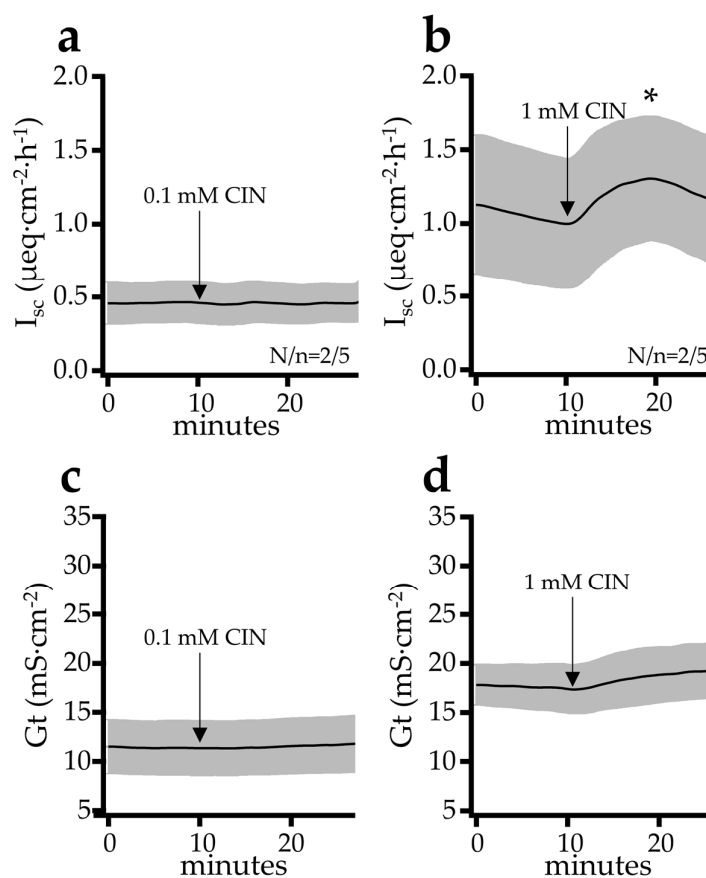 a
2.0
1.5
1.0
0.5
0.0
Isc (µeq·cm-2·h-1)
0.1 mM CIN
N/n=2/5
0
10
20
minutes
b
2.0
1.5
1.0
0.5
0.0
Isc (µeq·cm-2·h-1)
*
1 mM CIN
N/n=2/5
0
10
20
minutes
c
35
30
25
20
15
10
5
Gt (mS·cm-2)
0.1 mM CIN
0
10
20
minutes
d
35
30
25
20
15
10
5
Gt (mS·cm-2)
1 mM CIN
0
10
20
minutes